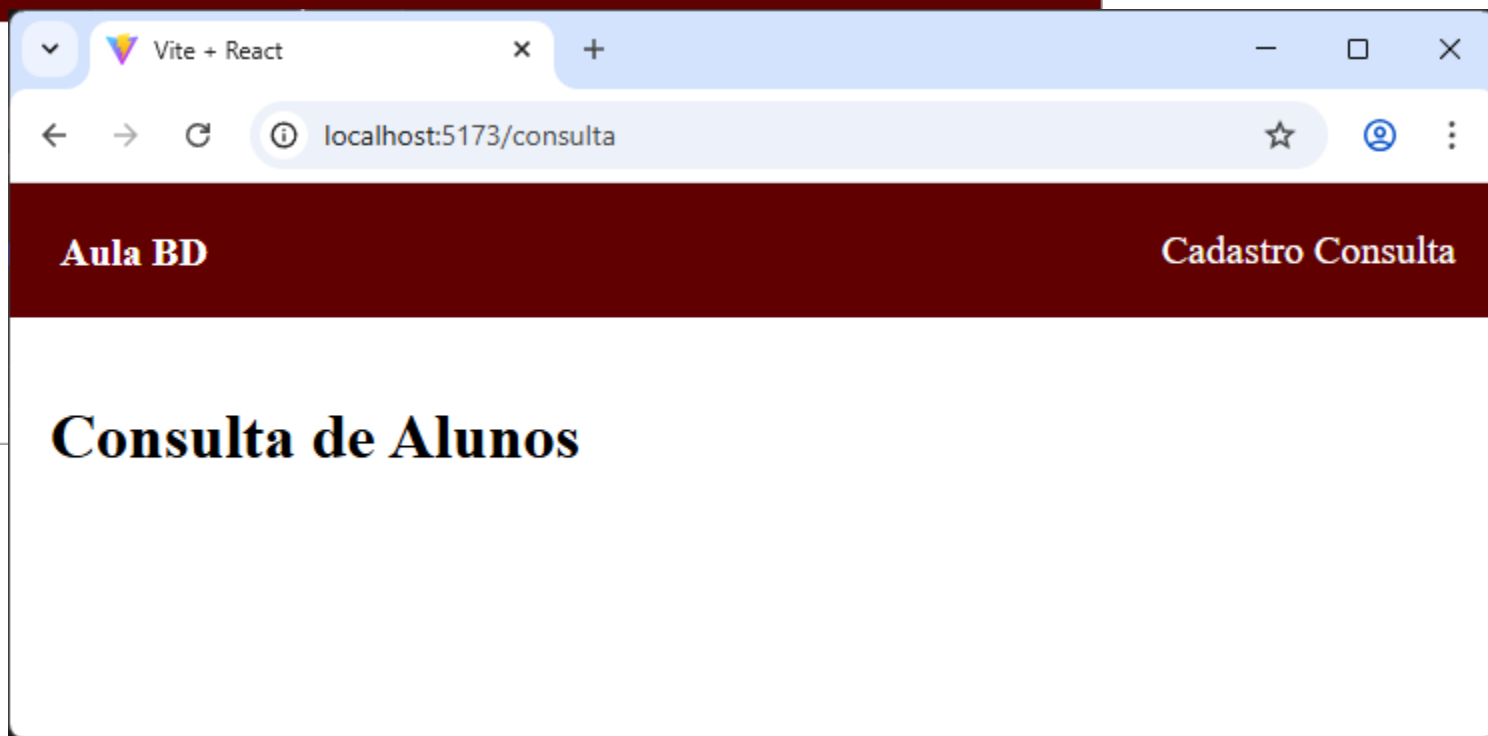 Vite + React
localhost:5173/consulta
Aula BD
Cadastro Consulta
Consulta de Alunos